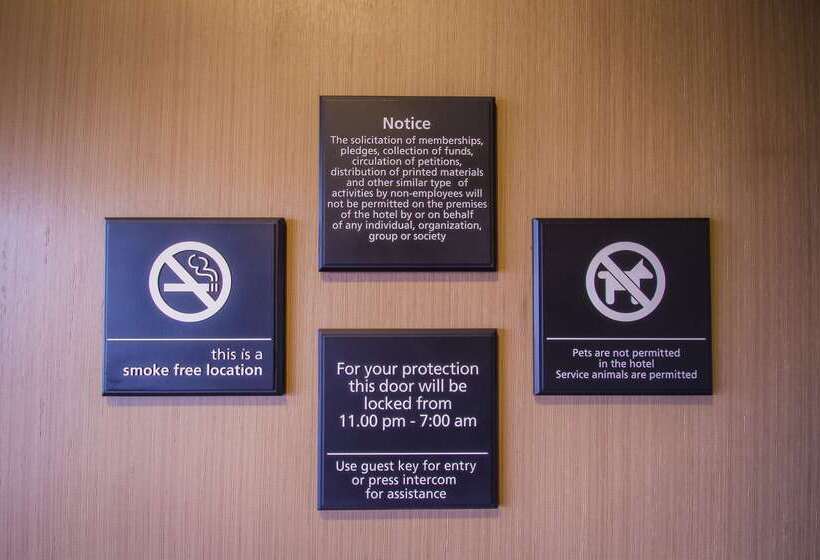 Notice
The solicitation of memberships,
pledges, collection of funds,
circulation of petitions,
distribution of printed materials
and other similar type of
activities by non-employees will
not be permitted on the premises
of the hotel by or on behalf
of any individual, organization,
group or society
this is a
smoke free location
For your protection
this door will be
locked from
11.00 pm - 7:00 am
Use guest key for entry
or press intercom
for assistance
Pets are not permitted
in the hotel
Service animals are permitted